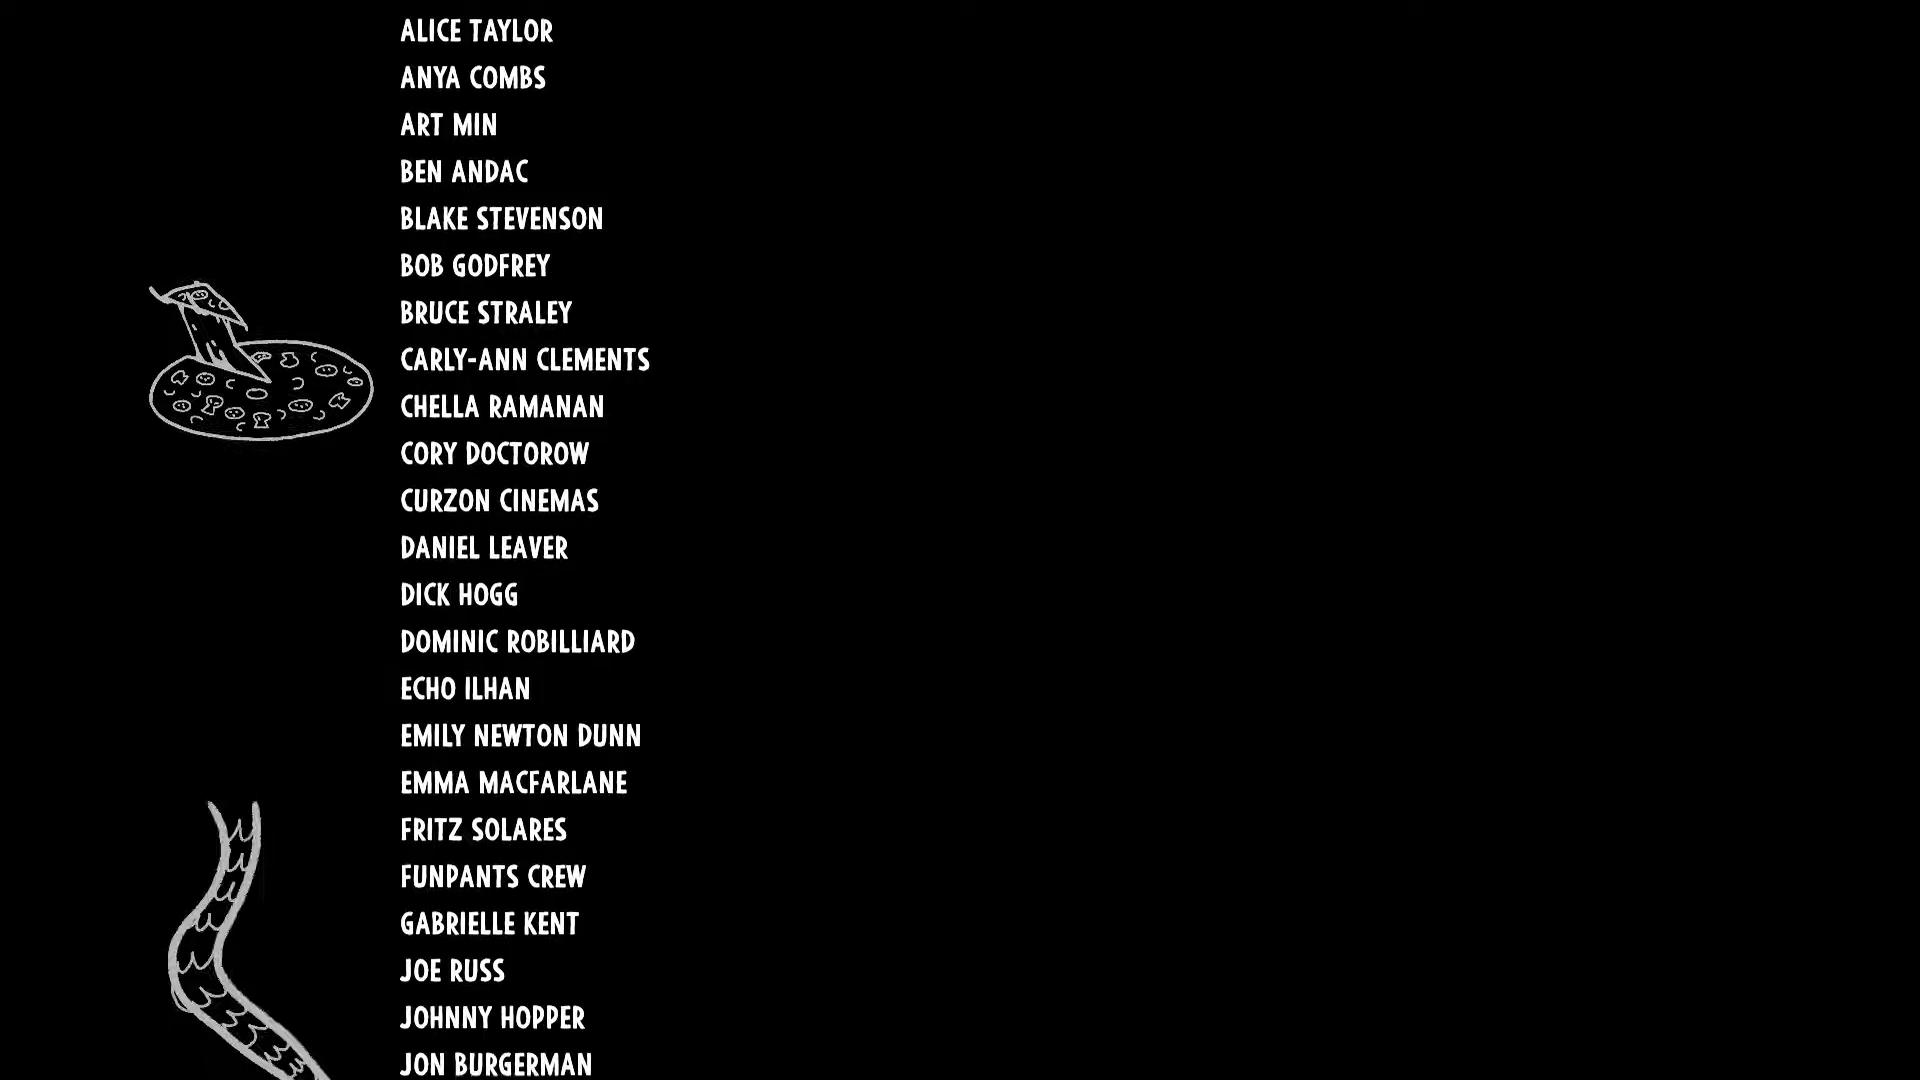 ALICE TAYLOR
ANYA COMBS
ART MIN
BEN ANDAC
BLAKE STEVENSON
BOB GODFREY
BRUCE STRALEY
CARLY-ANN CLEMENTS
CHELLA RAMANAN
CORY DOCTOROW
CURZON CINEMAS
DANIEL LEAVER
DICK HOGG
DOMINIC ROBILLIARD
ECHO ILHAN
EMILY NEWTON DUNN
EMMA MACFARLANE
FRITZ SOLARES
FUNPANTS CREW
GABRIELLE KENT
JOE RUSS
JOHNNY HOPPER
JON BURGERMAN